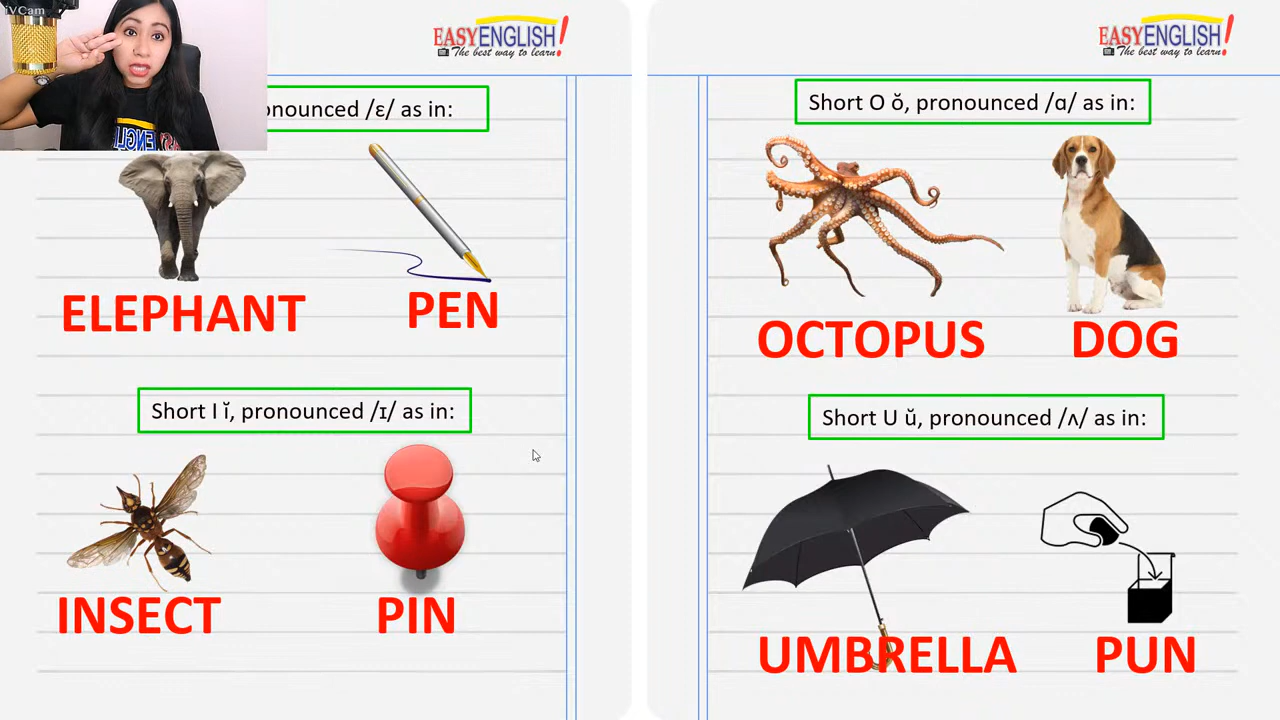 iVCam
EASYENGLISH!
The best way to learn!
pronounced /ɛ/ as in:
ELEPHANT
PEN
Short I ĭ, pronounced /ɪ/ as in:
INSECT
PIN
EASYENGLISH!
The best way to learn!
Short O ŏ, pronounced /ɑ/ as in:
OCTOPUS
DOG
Short U ŭ, pronounced /ʌ/ as in:
UMBRELLA
PUN